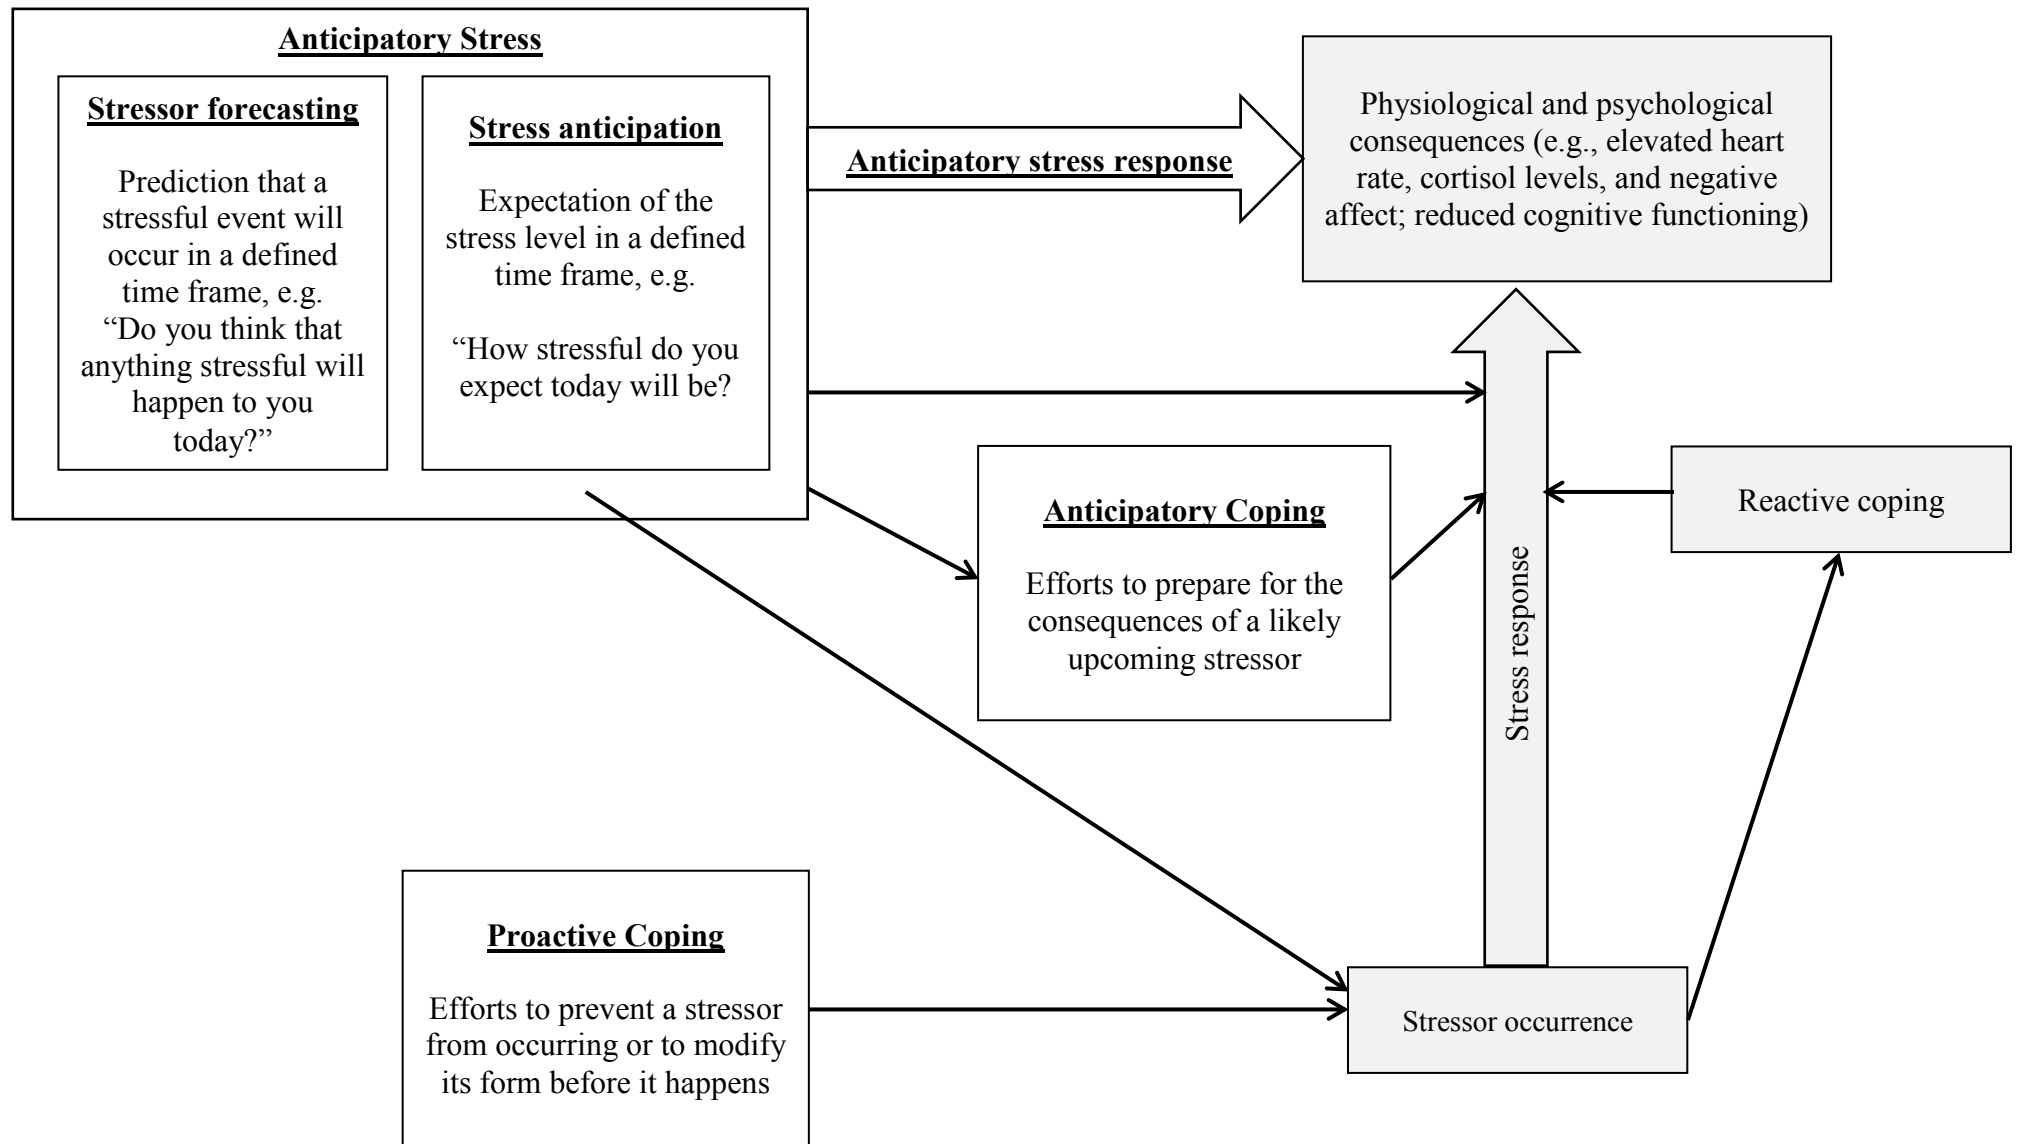 Anticipatory Stress
Stressor forecasting
Prediction that a
stressful event will
occur in a defined
time frame, e.g.
“Do you think that
anything stressful will
happen to you
today?”
Stress anticipation
Expectation of the
stress level in a defined
time frame, e.g.
“How stressful do you
expect today will be?
Anticipatory stress response
Physiological and psychological
consequences (e.g., elevated heart
rate, cortisol levels, and negative
affect; reduced cognitive functioning)
Anticipatory Coping
Efforts to prepare for the
consequences of a likely
upcoming stressor
Stress response
Reactive coping
Proactive Coping
Efforts to prevent a stressor
from occurring or to modify
its form before it happens
Stressor occurrence